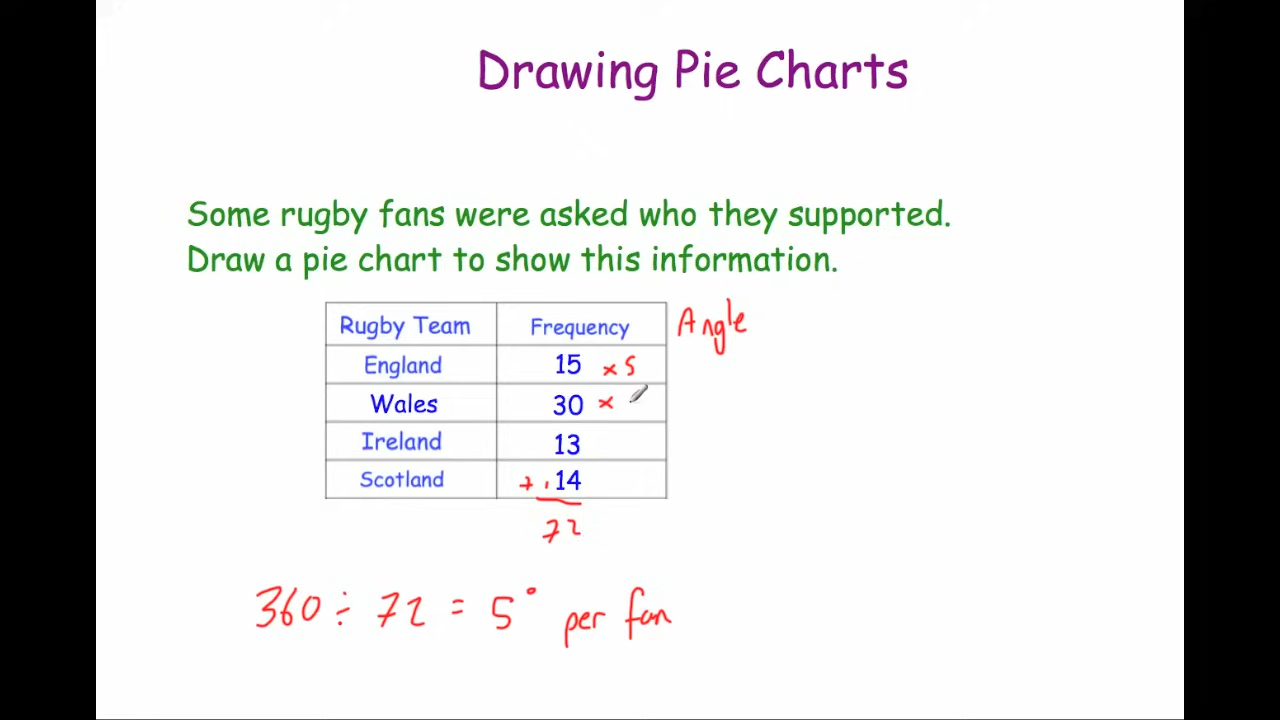 Drawing Pie Charts
Some rugby fans were asked who they supported.
Draw a pie chart to show this information.
Rugby Team Frequency Angle
England 15 × 5
Wales 30 ×
Ireland 13
Scotland + 1 14
72
360 ÷ 72 = 5° per fan